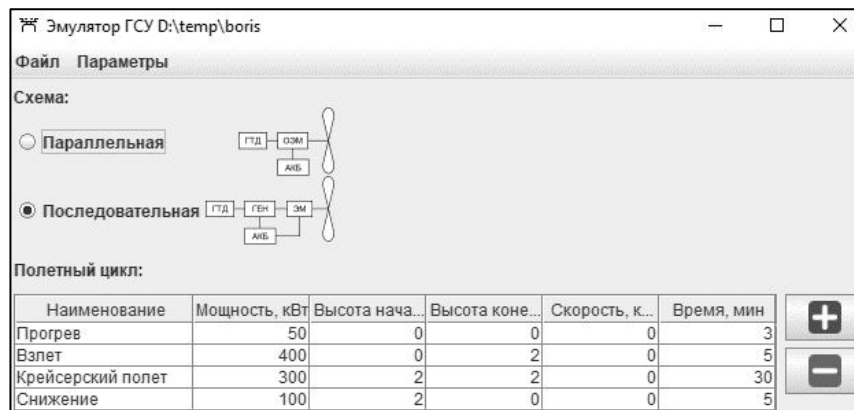 Эмулятор ГСУ D:\temp\boris
Файл Параметры
Схема:
Параллельная ГТД ОЭМ
АКБ
Последовательная ГТД ГЕН ЭМ
АКБ
Полетный цикл:
Наименование Мощность, кВт Высота нача... Высота коне... Скорость, к... Время, мин
Прогрев 50 0 0 0 3
Взлет 400 0 2 0 5
Крейсерский полет 300 2 2 0 30
Снижение 100 2 0 0 5